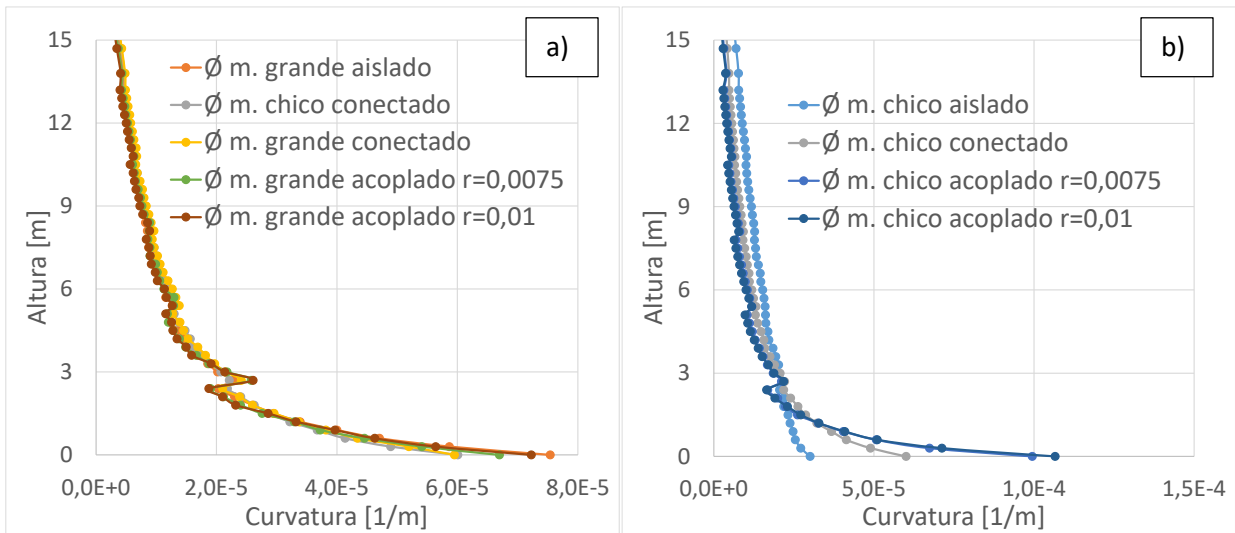 a)
15
12
9
6
3
0
Altura [m]
Ø m. grande aislado
Ø m. chico conectado
Ø m. grande conectado
Ø m. grande acoplado r=0,0075
Ø m. grande acoplado r=0,01
0,0E+0 2,0E-5 4,0E-5 6,0E-5 8,0E-5
Curvatura [1/m]
b)
15
12
9
6
3
0
Altura [m]
Ø m. chico aislado
Ø m. chico conectado
Ø m. chico acoplado r=0,0075
Ø m. chico acoplado r=0,01
0,0E+0 5,0E-5 1,0E-4 1,5E-4
Curvatura [1/m]